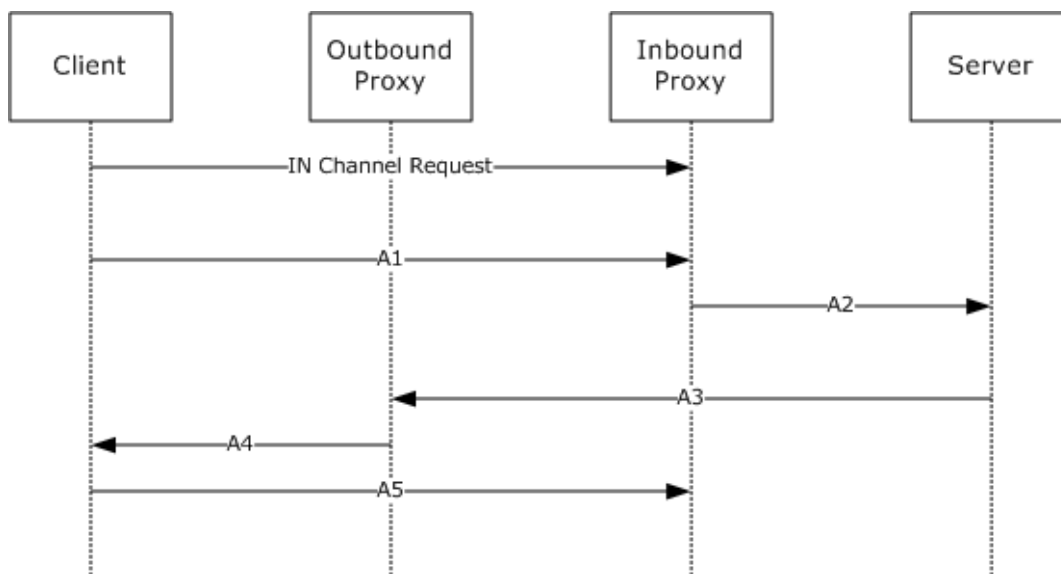 Client
Outbound
Proxy
Inbound
Proxy
Server
IN Channel Request
A1
A2
A3
A4
A5